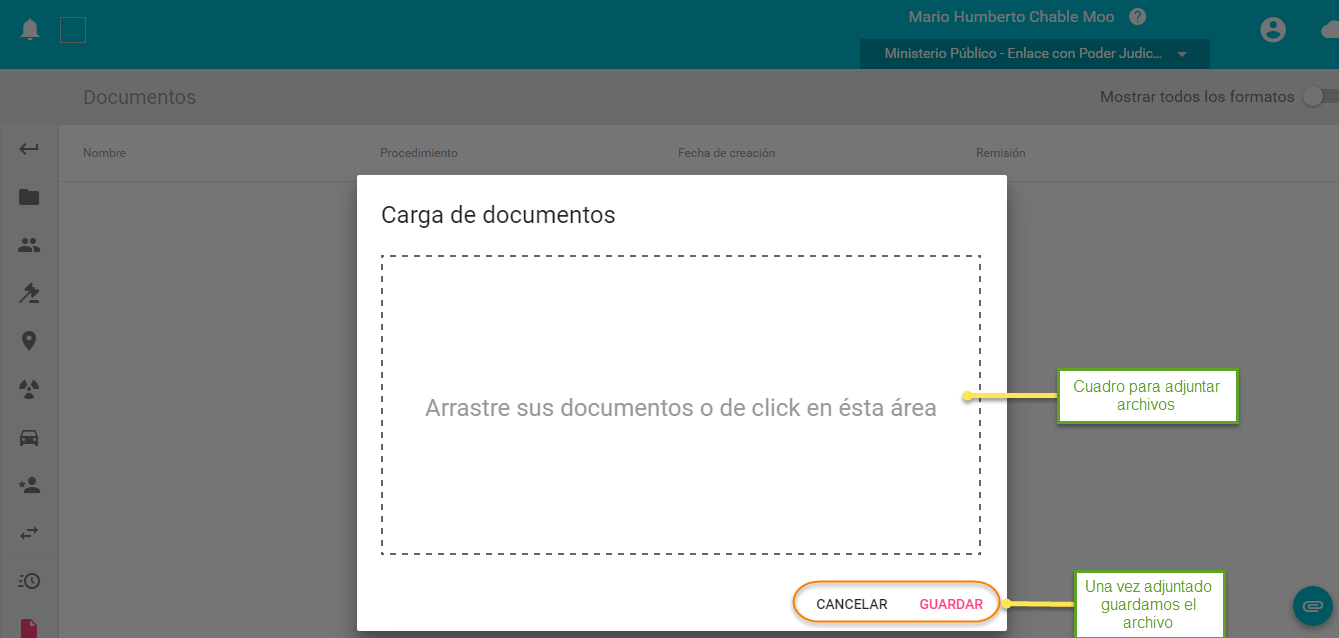 Mario Humberto Chable Moo ?
Ministerio Público - Enlace con Poder Judic...
Documentos
Mostrar todos los formatos
Nombre Procedimiento Fecha de creación Remisión
Carga de documentos
Arrastre sus documentos o de click en ésta área
Cuadro para adjuntar
archivos
CANCELAR GUARDAR
Una vez adjuntado
guardamos el
archivo